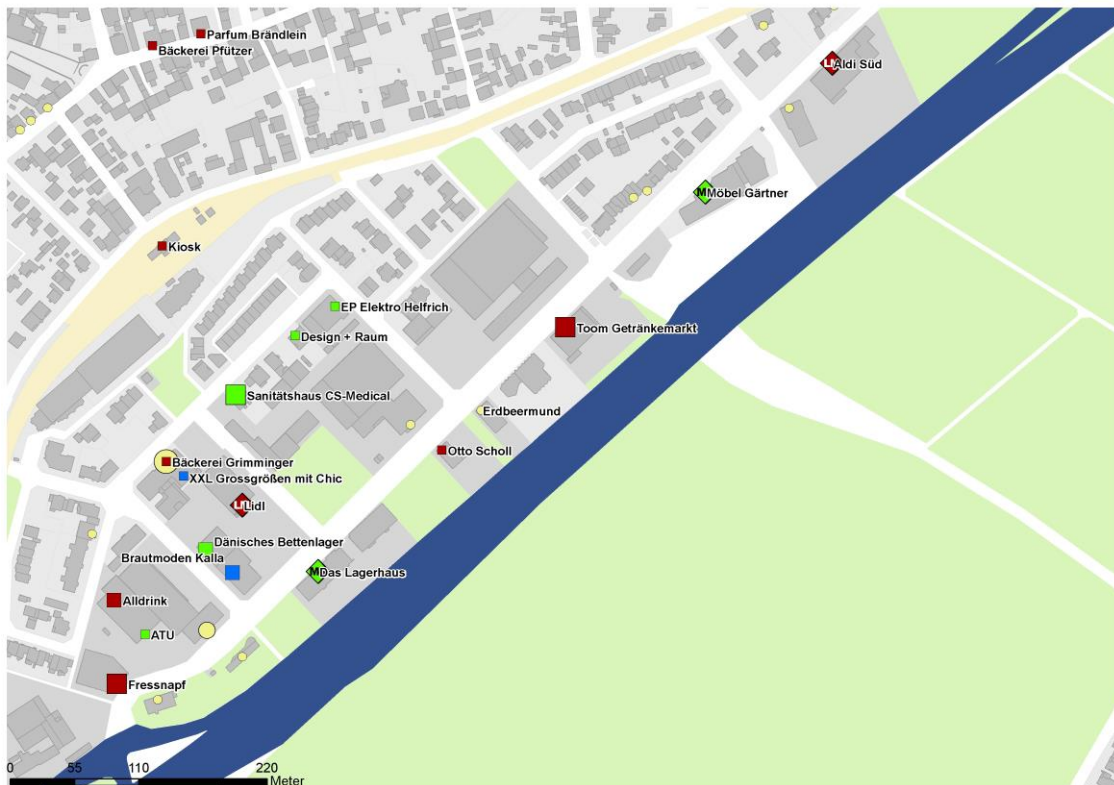 Parfum Brändlein
Bäckerei Pfützer
L Aldi Süd
M Möbel Gärtner
Kiosk
EP Elektro Helfrich
Toom Getränkemarkt
Design + Raum
Sanitätshaus CS-Medical
Erdbeermund
Otto Scholl
Bäckerei Grimminger
XXL Grossgrößen mit Chic
L Lidl
Dänisches Bettenlager
Brautmoden Kalla
M Das Lagerhaus
Alldrink
ATU
Fressnapf
0 55 110 220
Meter